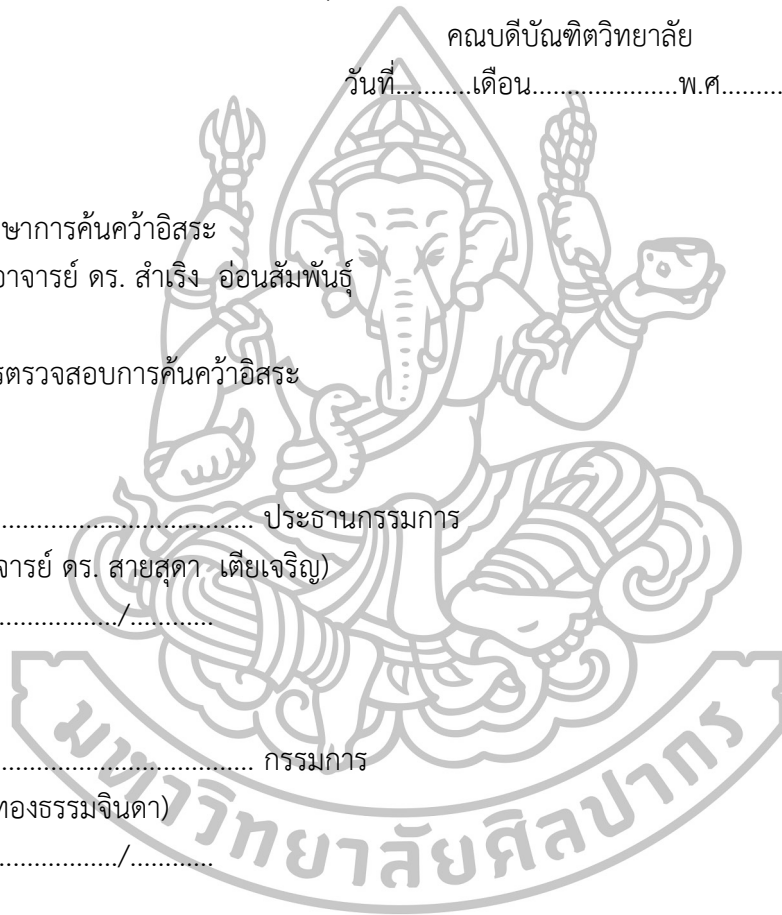 คณบดีบัณฑิตวิทยาลัย
วันที่..........เดือน....................พ.ศ.........
ษาการค้นคว้าอิสระ
อาจารย์ ดร. สำเริง อ่อนสัมพันธุ์
รตรวจสอบการค้นคว้าอิสระ
................................... ประธานกรรมการ
จารย์ ดร. สายสุดา เตียเจริญ)
................../............
................................... กรรมการ
ทองธรรมจินดา)
................../............
มหาวิทยาลัยศิลปากร